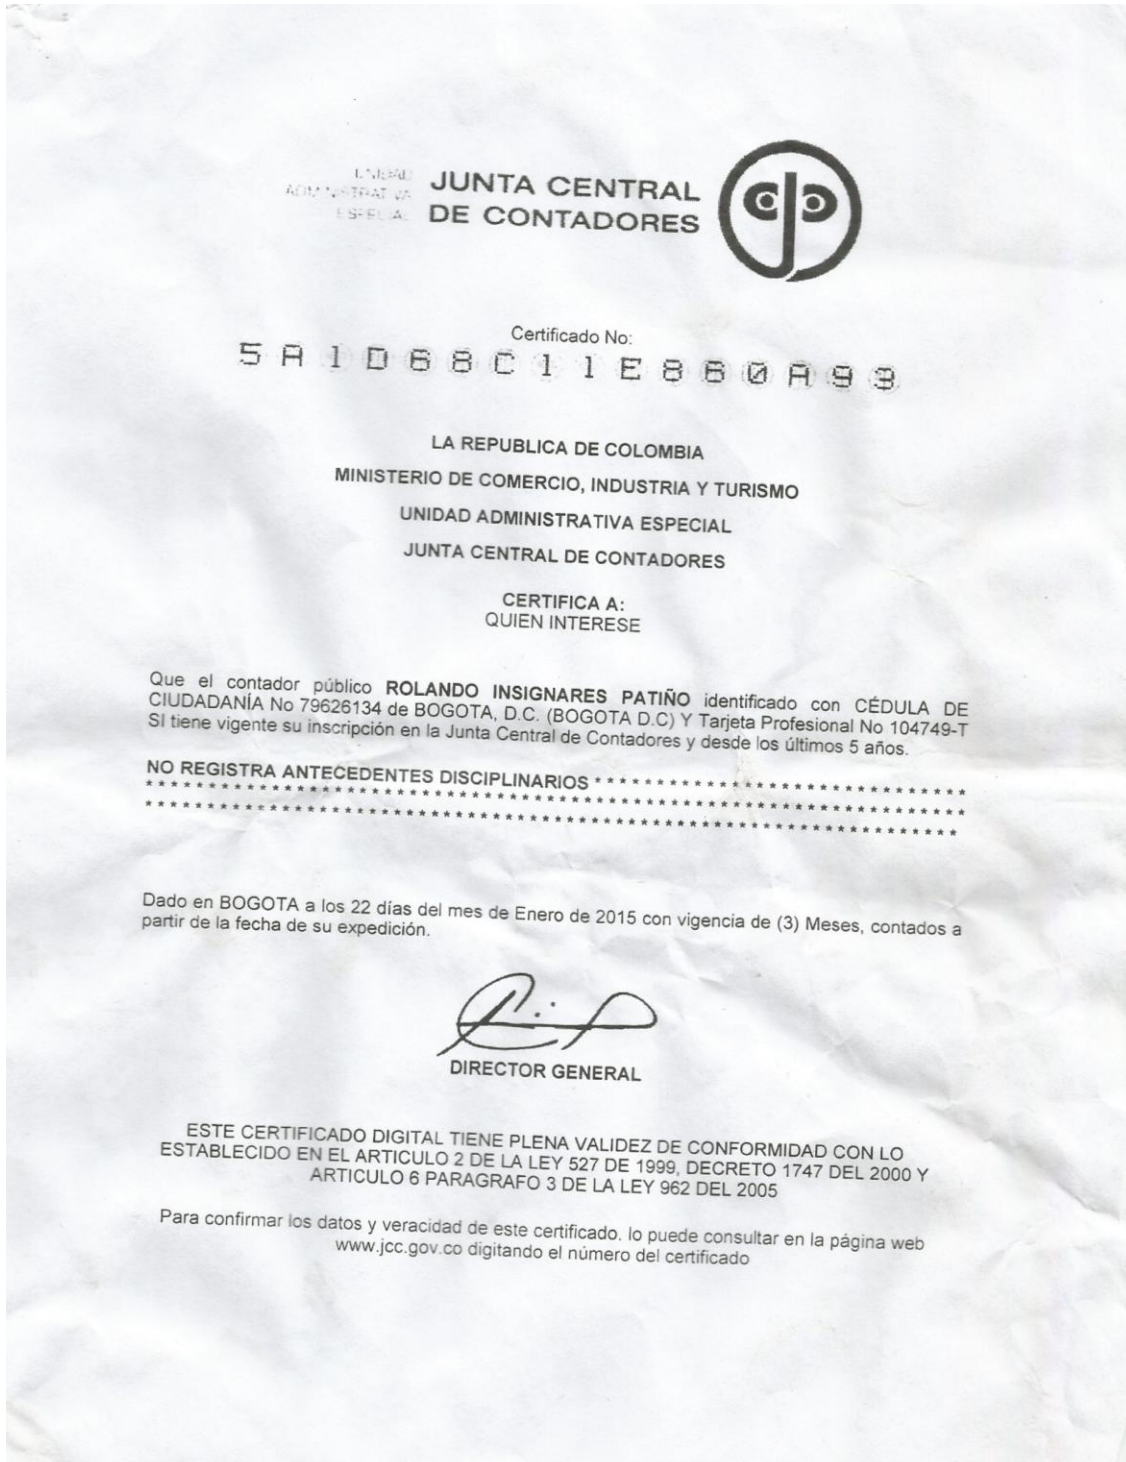 UNIDAD
ADMINISTRATIVA
ESPECIAL
JUNTA CENTRAL
DE CONTADORES
Certificado No:
5A1D68C11E860A93
LA REPUBLICA DE COLOMBIA
MINISTERIO DE COMERCIO, INDUSTRIA Y TURISMO
UNIDAD ADMINISTRATIVA ESPECIAL
JUNTA CENTRAL DE CONTADORES
CERTIFICA A:
QUIEN INTERESE
Que el contador público ROLANDO INSIGNARES PATIÑO identificado con CÉDULA DE
CIUDADANÍA No 79626134 de BOGOTA, D.C. (BOGOTA D.C) Y Tarjeta Profesional No 104749-T
SI tiene vigente su inscripción en la Junta Central de Contadores y desde los últimos 5 años.
NO REGISTRA ANTECEDENTES DISCIPLINARIOS * * * * * * * * * * * * * * * * * * * * * * * * * * * * * *
* * * * * * * * * * * * * * * * * * * * * * * * * * * * * * * * * * * * * * * * * * * * * * * * * * * * * * * * * * * * * * * * * *
* * * * * * * * * * * * * * * * * * * * * * * * * * * * * * * * * * * * * * * * * * * * * * * * * * * * * * * * * * * * * * * * * *
Dado en BOGOTA a los 22 días del mes de Enero de 2015 con vigencia de (3) Meses, contados a
partir de la fecha de su expedición.
DIRECTOR GENERAL
ESTE CERTIFICADO DIGITAL TIENE PLENA VALIDEZ DE CONFORMIDAD CON LO
ESTABLECIDO EN EL ARTICULO 2 DE LA LEY 527 DE 1999, DECRETO 1747 DEL 2000 Y
ARTICULO 6 PARAGRAFO 3 DE LA LEY 962 DEL 2005
Para confirmar los datos y veracidad de este certificado, lo puede consultar en la página web
www.jcc.gov.co digitando el número del certificado